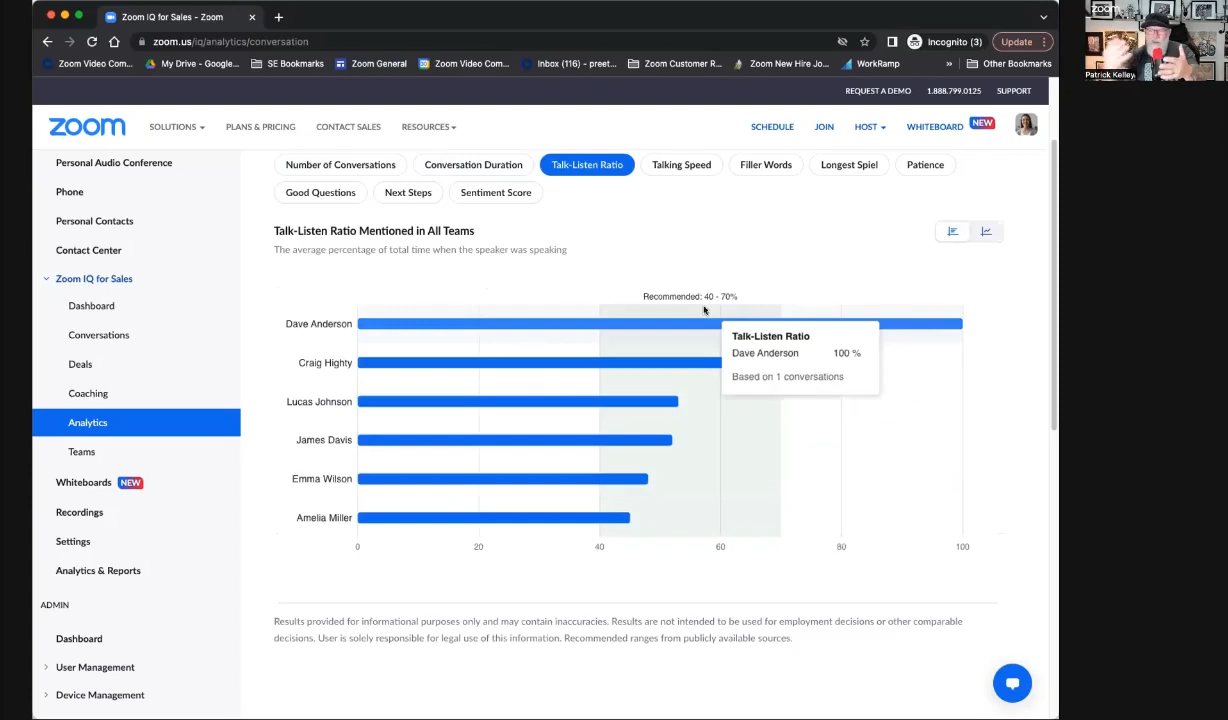 Zoom IQ for Sales - Zoom
zoom.us/iq/analytics/conversation
Incognito (3)
Update
Zoom Video Com...
My Drive - Google...
SE Bookmarks
Zoom General
Zoom Video Com...
Inbox (116) - preet...
Zoom Customer R...
Zoom New Hire Jo...
WorkRamp
»
Other Bookmarks
zoom
Patrick Kelley
REQUEST A DEMO
1.888.799.0125
SUPPORT
zoom
SOLUTIONS
PLANS & PRICING
CONTACT SALES
RESOURCES
SCHEDULE
JOIN
HOST
WHITEBOARD
NEW
Personal Audio Conference
Phone
Personal Contacts
Contact Center
Zoom IQ for Sales
Dashboard
Conversations
Deals
Coaching
Analytics
Teams
Whiteboards NEW
Recordings
Settings
Analytics & Reports
ADMIN
Dashboard
User Management
Device Management
Number of Conversations
Conversation Duration
Talk-Listen Ratio
Talking Speed
Filler Words
Longest Spiel
Patience
Good Questions
Next Steps
Sentiment Score
Talk-Listen Ratio Mentioned in All Teams
The average percentage of total time when the speaker was speaking
Recommended: 40 - 70%
Dave Anderson
Craig Highty
Lucas Johnson
James Davis
Emma Wilson
Amelia Miller
Talk-Listen Ratio
Dave Anderson 100 %
Based on 1 conversations
0 20 40 60 80 100
Results provided for informational purposes only and may contain inaccuracies. Results are not intended to be used for employment decisions or other comparable
decisions. User is solely responsible for legal use of this information. Recommended ranges from publicly available sources.